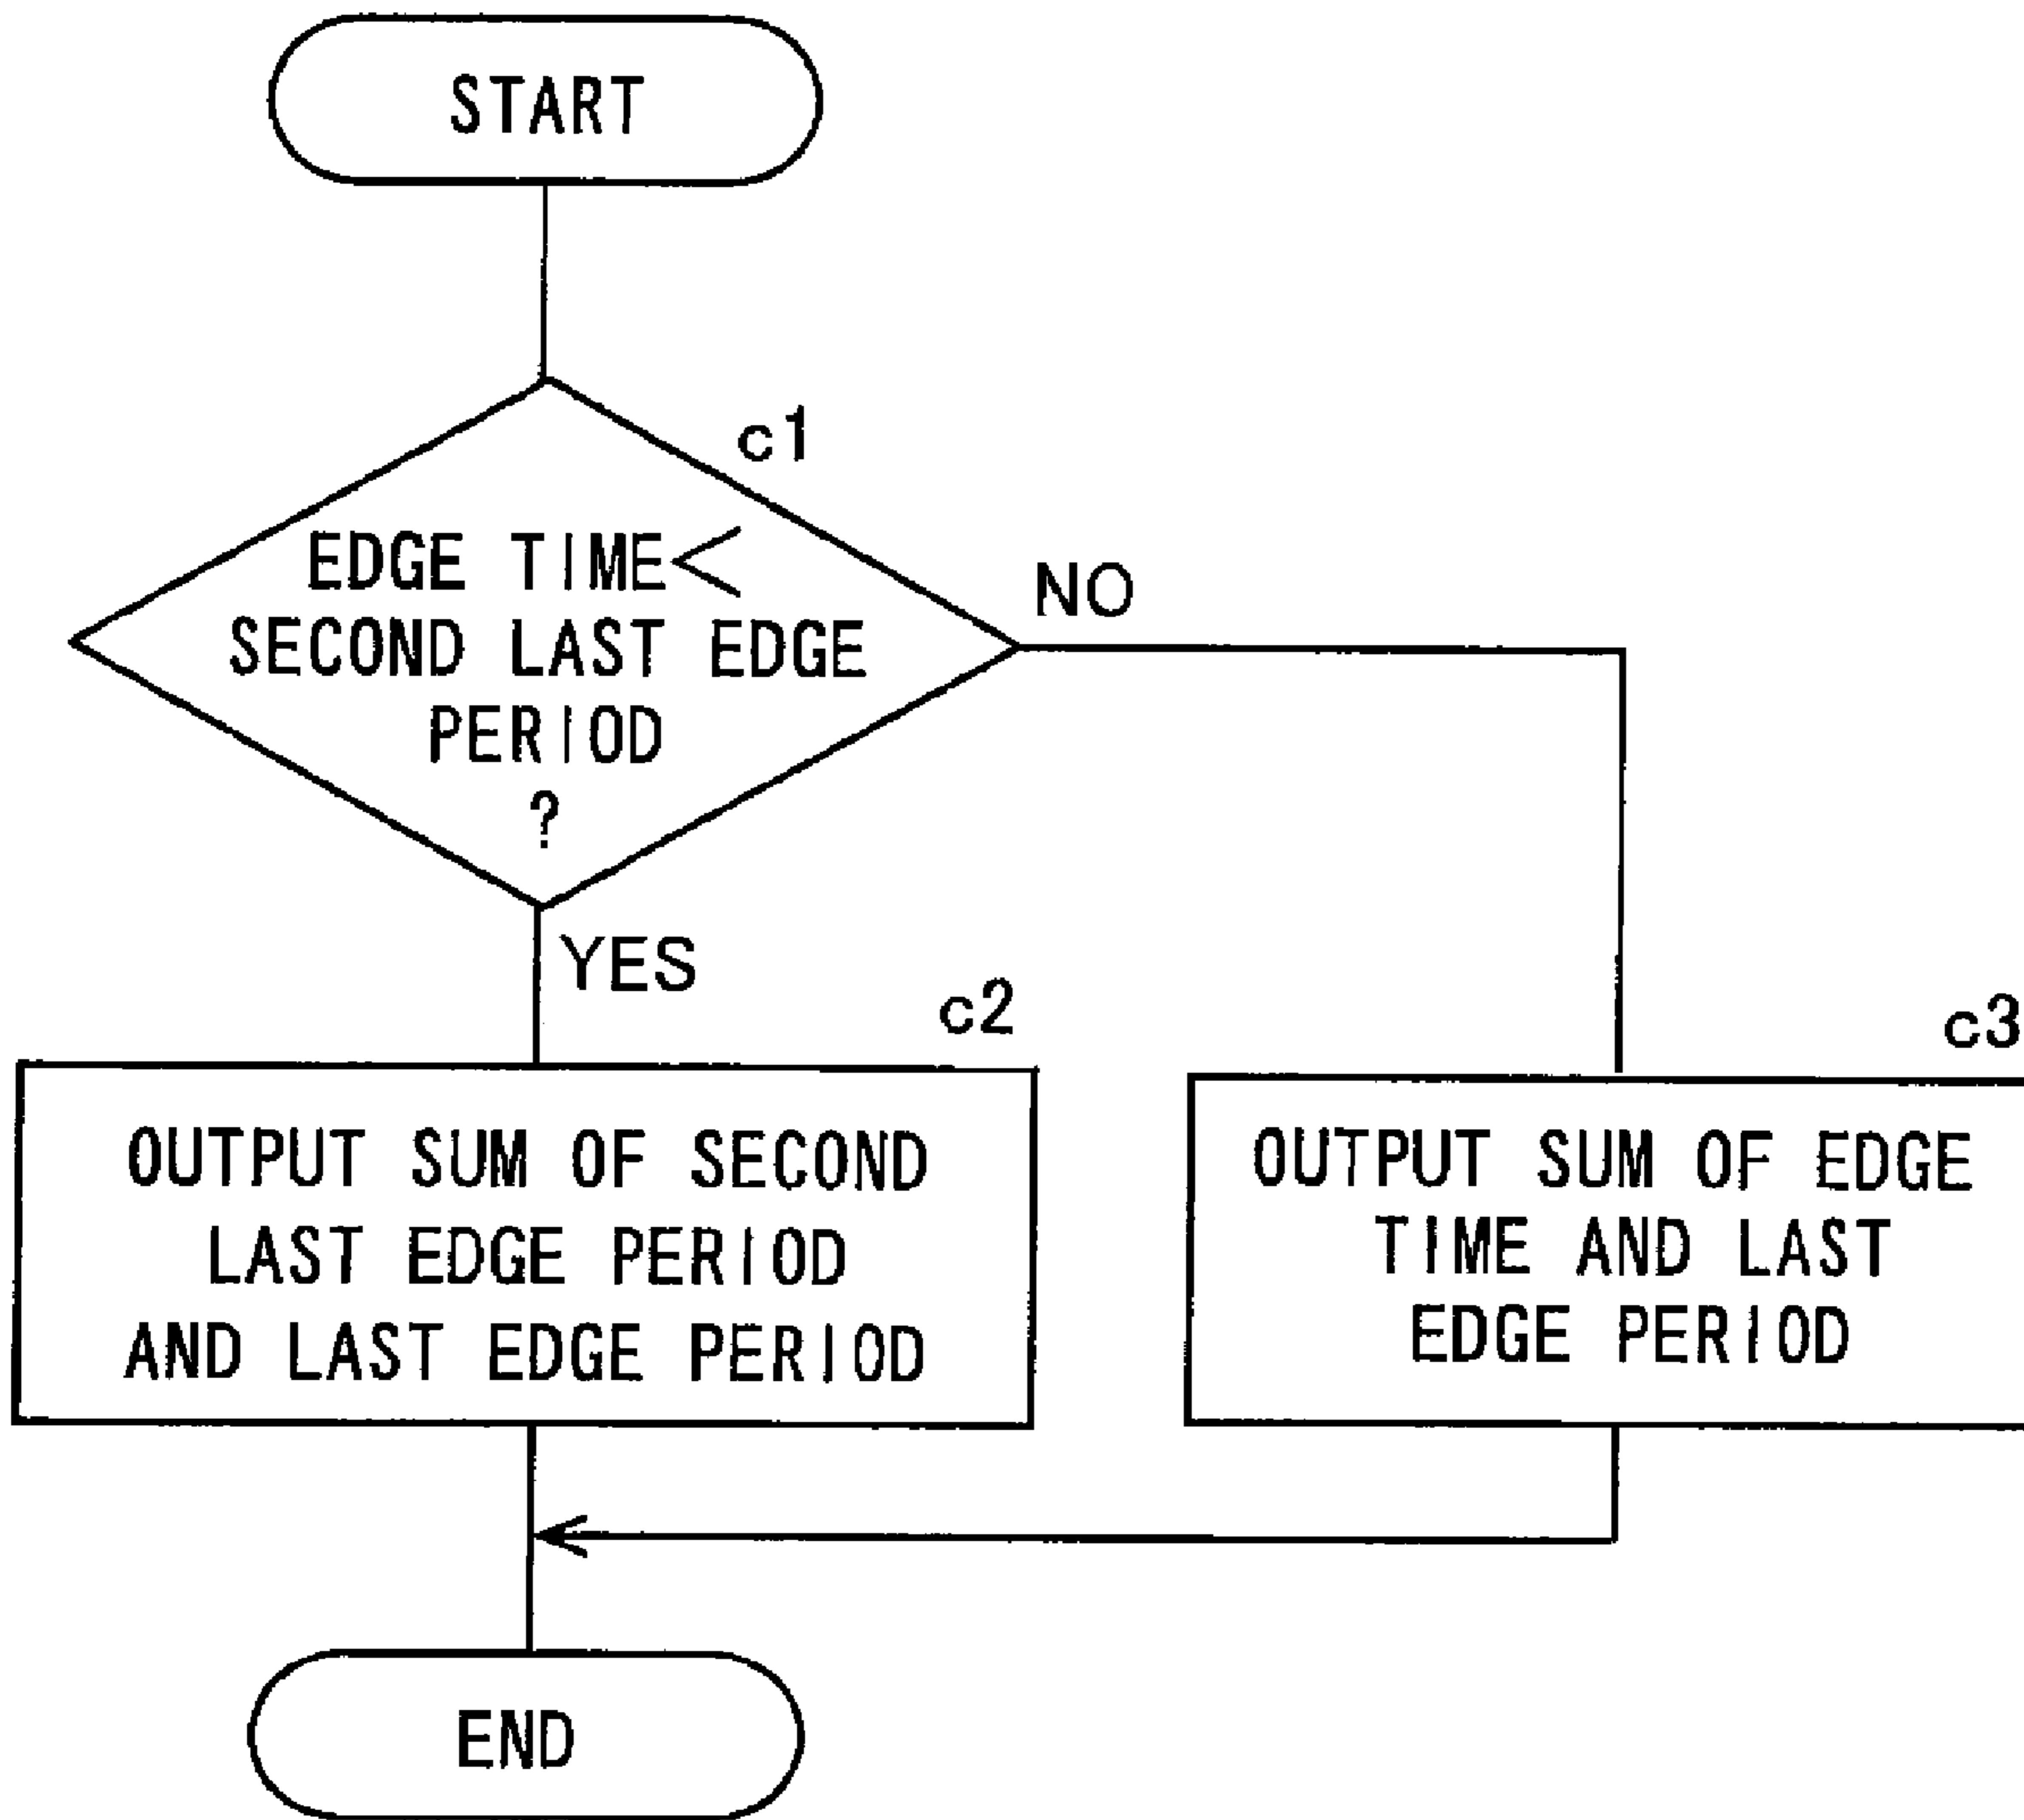 START
c1
EDGE TIME<
SECOND LAST EDGE
PERIOD
?
NO
YES
c2
OUTPUT SUM OF SECOND
LAST EDGE PERIOD
AND LAST EDGE PERIOD
c3
OUTPUT SUM OF EDGE
TIME AND LAST
EDGE PERIOD
END